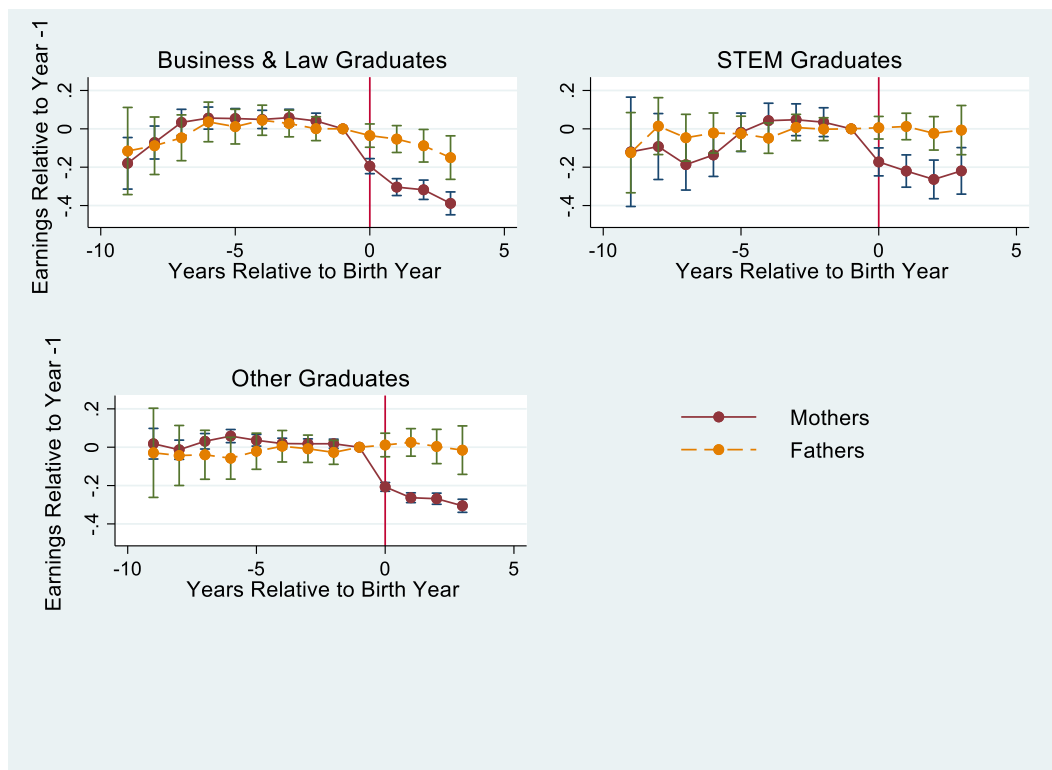 Business & Law Graduates
Earnings Relative to Year -1
.2
0
-.2
-.4
-10
-5
0
5
Years Relative to Birth Year
STEM Graduates
.2
0
-.2
-.4
-10
-5
0
5
Years Relative to Birth Year
Other Graduates
Earnings Relative to Year -1
.2
0
-.2
-.4
-10
-5
0
5
Years Relative to Birth Year
Mothers
Fathers